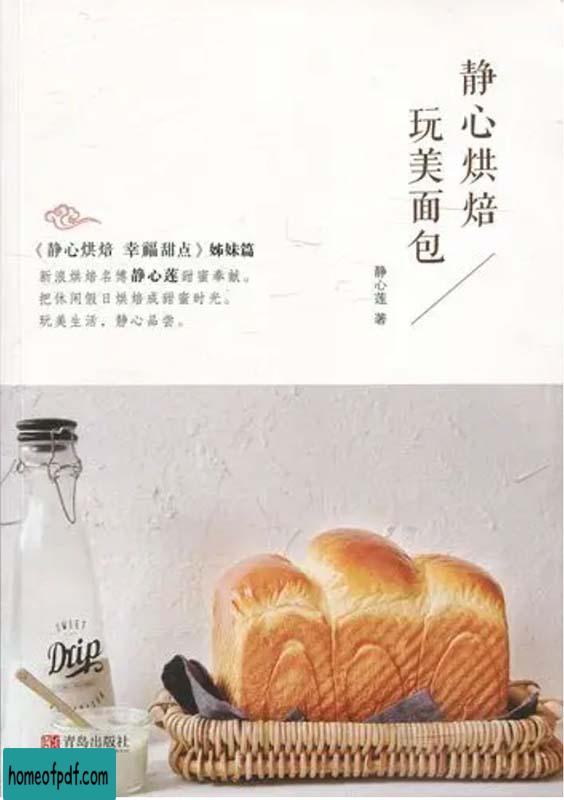 静心烘焙
玩美面包
静心莲 著
《静心烘焙 幸福甜点》姊妹篇
新浪烘焙名博静心莲甜蜜奉献。
把休闲假日烘焙成甜蜜时光。
玩美生活，静心品尝。
SWEET
Drip
青岛出版社
homeofpdf.com